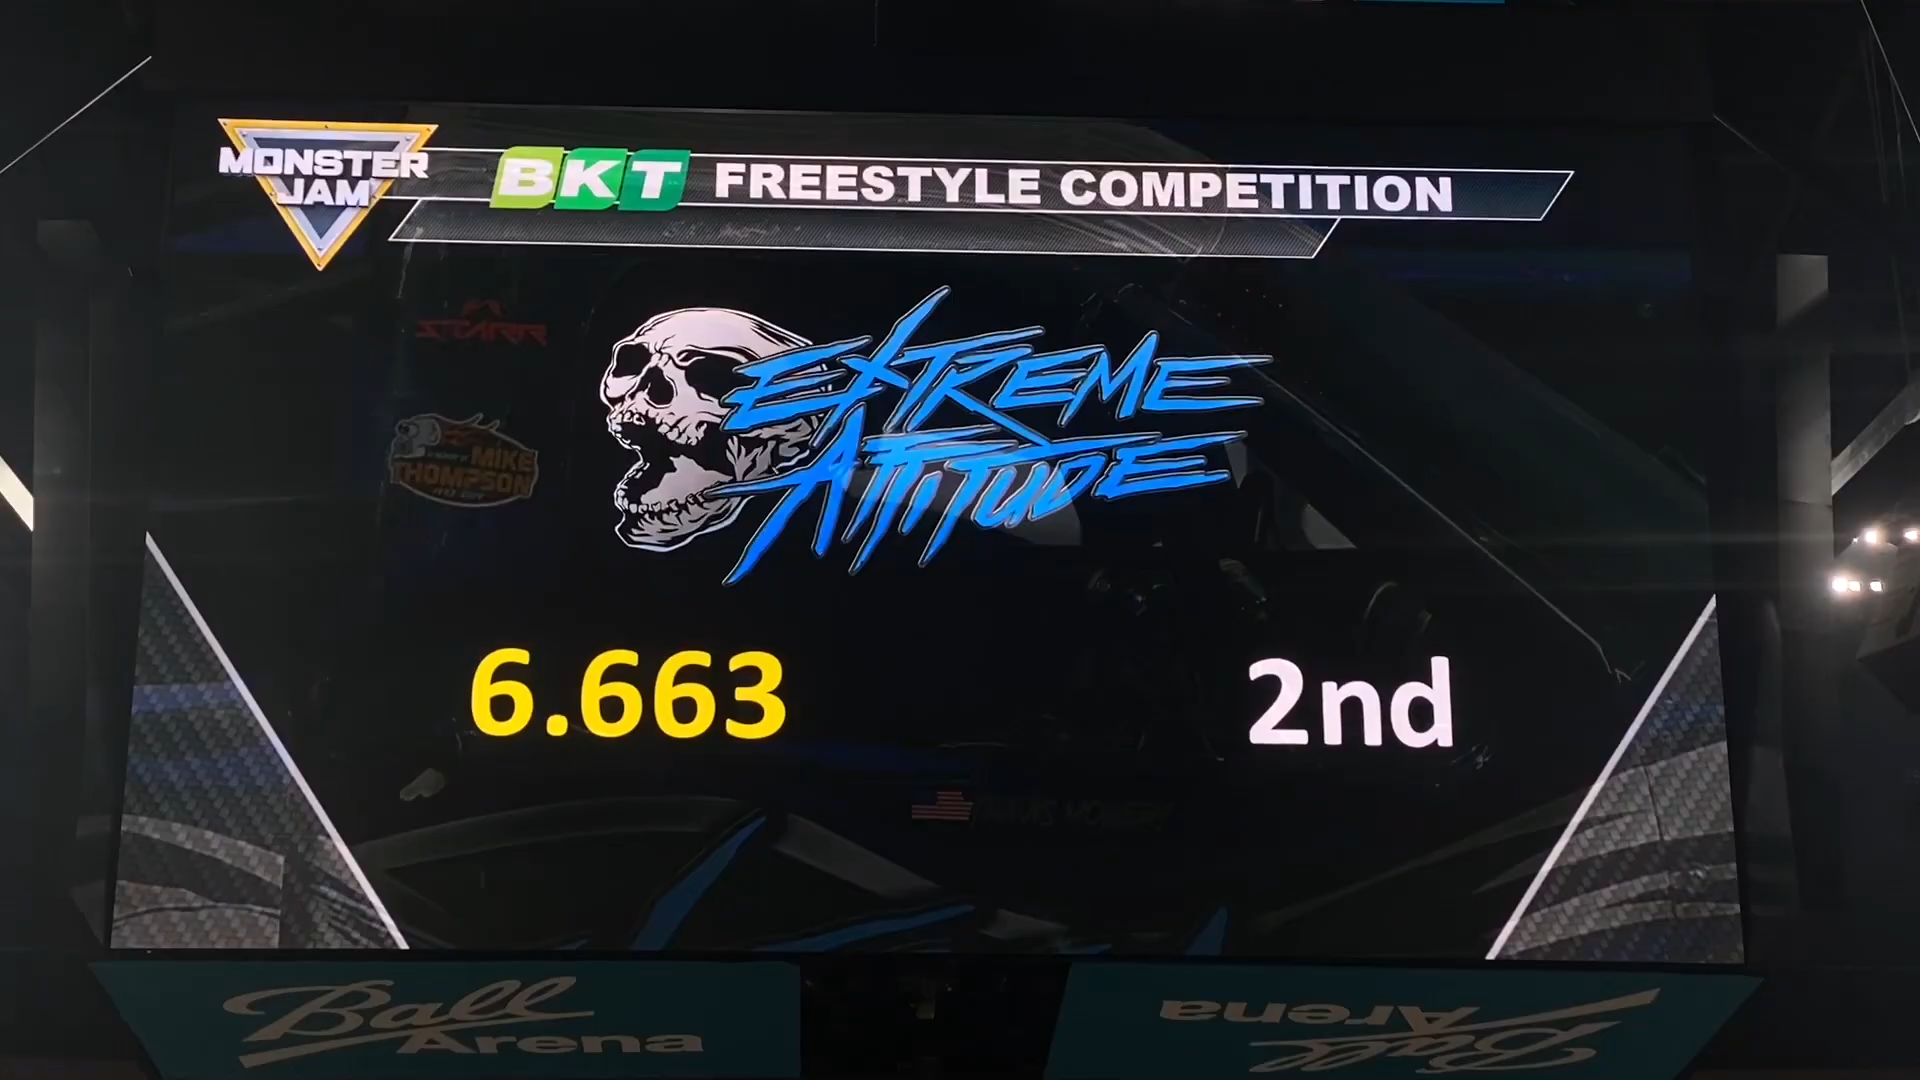 MONSTER
JAM
BKT FREESTYLE COMPETITION
STARR
MIKE
THOMPSON
EXTREME
ATTITUDE
6.663
2nd
Ball
Arena
Ball
Arena